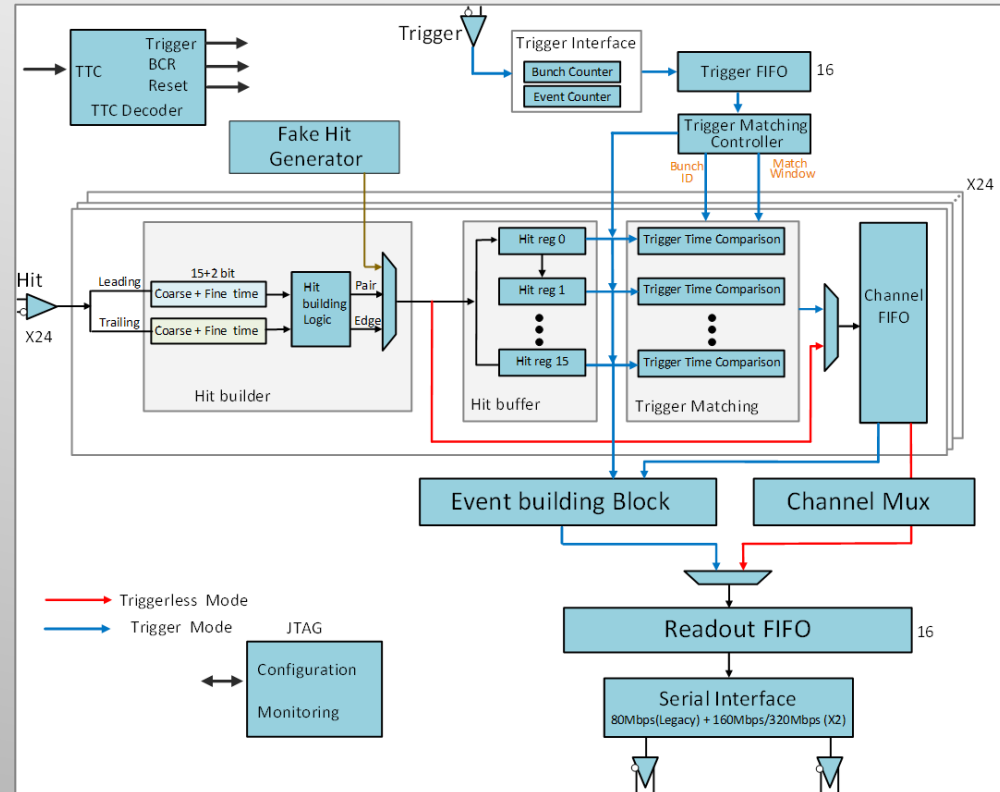 Trigger
Trigger Interface
Bunch Counter
Event Counter
Trigger FIFO
16
TTC
Trigger
BCR
Reset
TTC Decoder
Trigger Matching
Controller
Fake Hit
Generator
Bunch
ID
Match
Window
X24
Hit
X24
Leading
Trailing
15+2 bit
Coarse + Fine time
Coarse + Fine time
Hit
building
Logic
Pair
Edge
Hit builder
Hit reg 0
Hit reg 1
Hit reg 15
Hit buffer
Trigger Time Comparison
Trigger Time Comparison
Trigger Time Comparison
Trigger Matching
Channel
FIFO
Event building Block
Channel Mux
Triggerless Mode
Trigger Mode
JTAG
Configuration
Monitoring
Readout FIFO
16
Serial Interface
80Mbps(Legacy) + 160Mbps/320Mbps (X2)